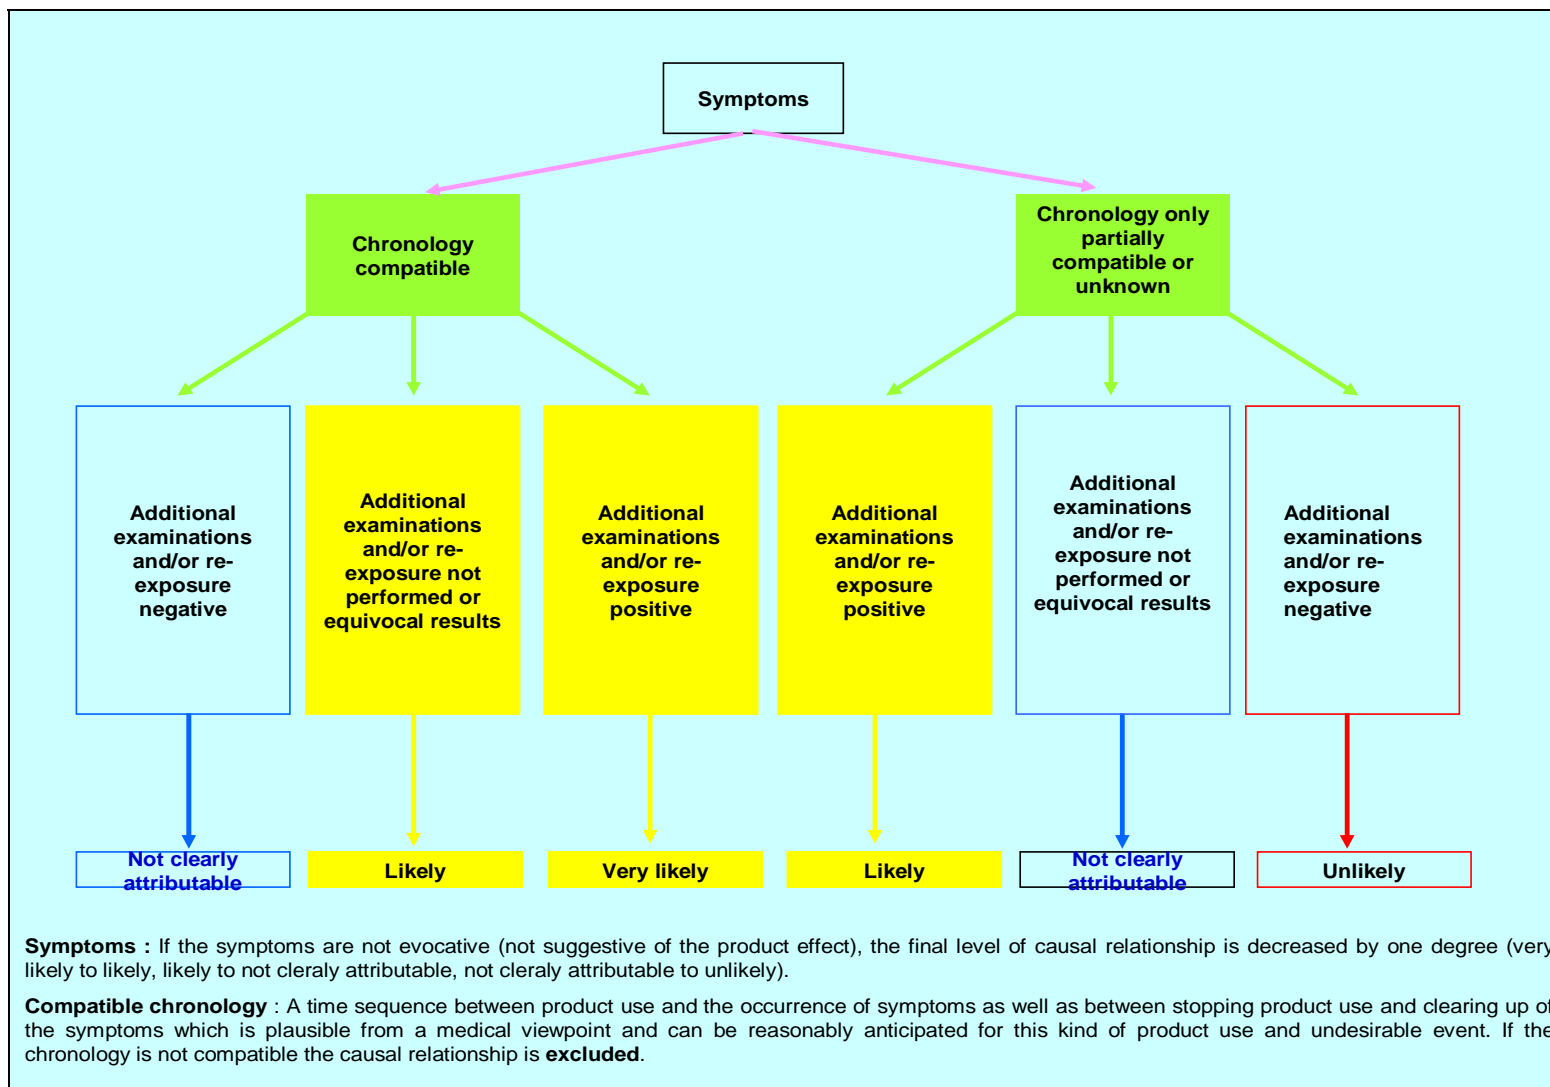 Symptoms
Chronology
compatible
Chronology only
partially
compatible or
unknown
Additional
examinations
and/or re-
exposure
negative
Additional
examinations
and/or re-
exposure not
performed or
equivocal results
Additional
examinations
and/or re-
exposure
positive
Additional
examinations
and/or re-
exposure
positive
Additional
examinations
and/or re-
exposure not
performed or
equivocal results
Additional
examinations
and/or re-
exposure
negative
Not clearly
attributable
Likely
Very likely
Likely
Not clearly
attributable
Unlikely
Symptoms : If the symptoms are not evocative (not suggestive of the product effect), the final level of causal relationship is decreased by one degree (very
likely to likely, likely to not cleraly attributable, not cleraly attributable to unlikely).
Compatible chronology : A time sequence between product use and the occurrence of symptoms as well as between stopping product use and clearing up of
the symptoms which is plausible from a medical viewpoint and can be reasonably anticipated for this kind of product use and undesirable event. If the
chronology is not compatible the causal relationship is excluded.